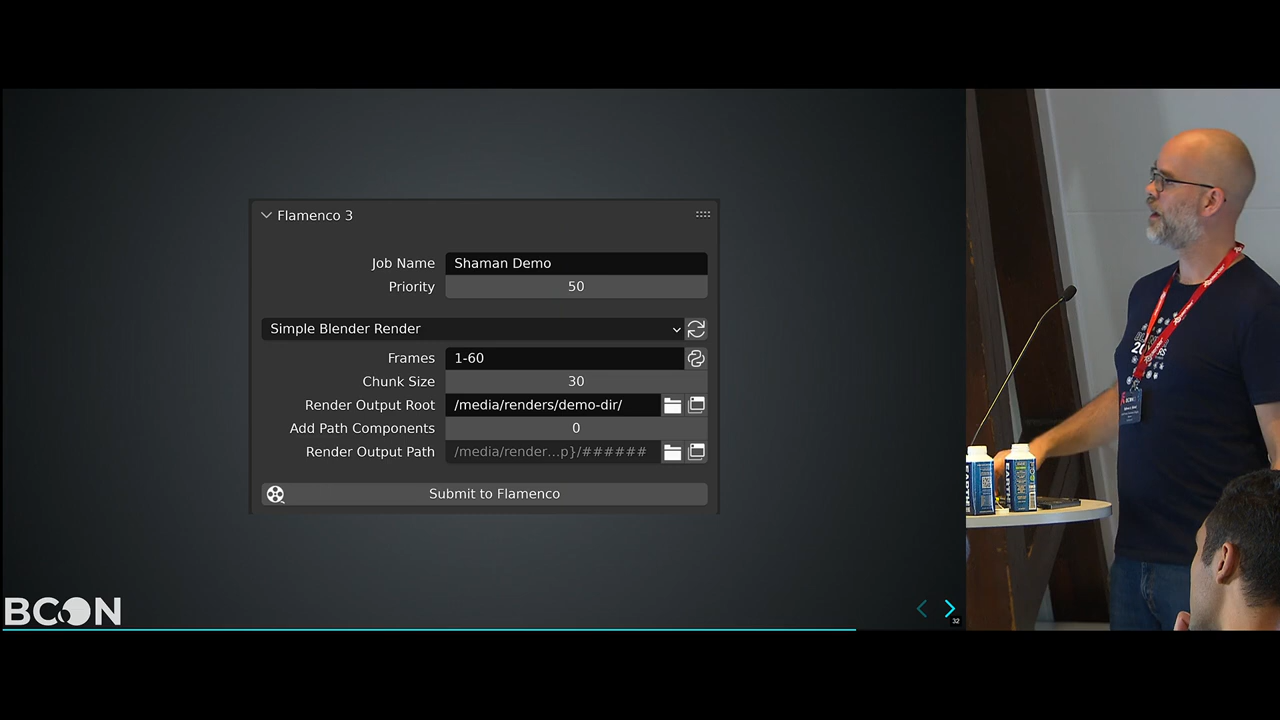 Flamenco 3
Job Name Shaman Demo
Priority 50
Simple Blender Render
Frames 1-60
Chunk Size 30
Render Output Root /media/renders/demo-dir/
Add Path Components 0
Render Output Path /media/render...p}/######
Submit to Flamenco
BCON
32
EARTH